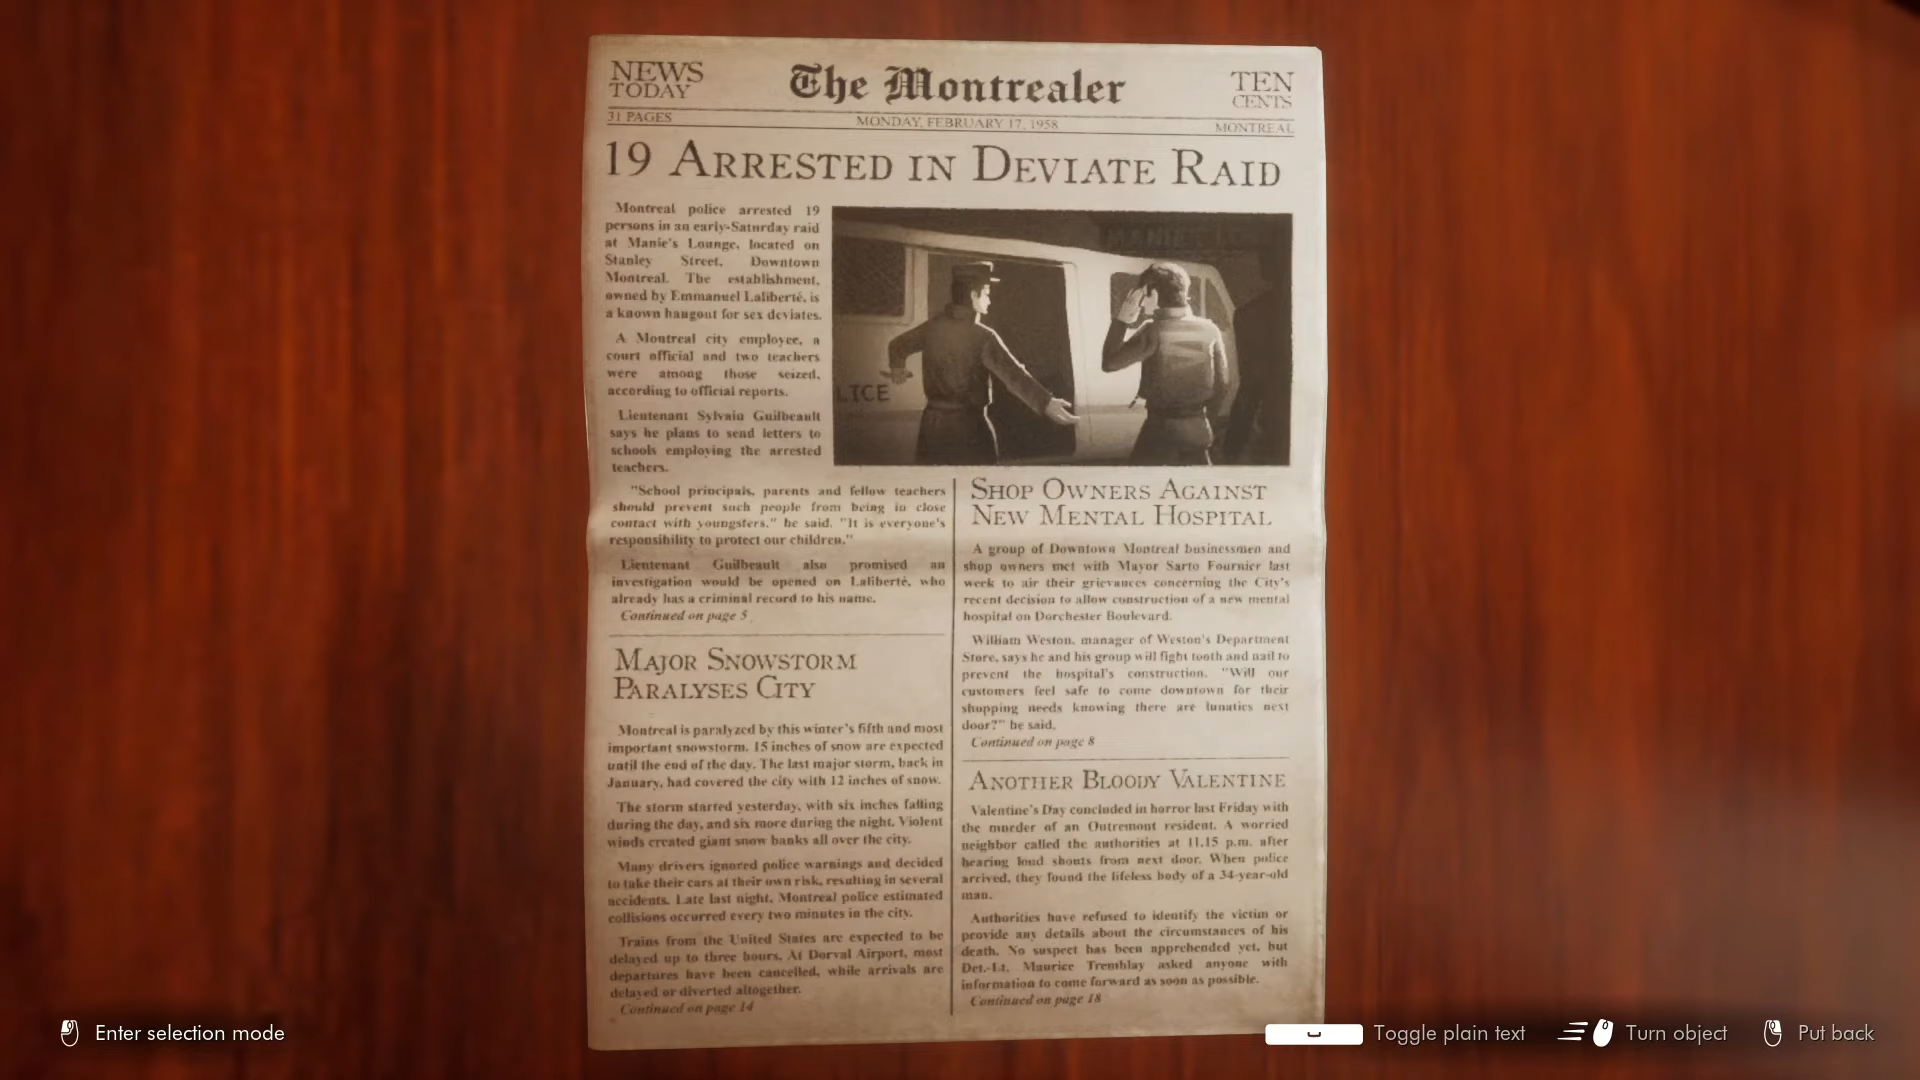 NEWS
TODAY
The Montrealer
TEN
CENTS
31 PAGES
MONDAY, FEBRUARY 17, 1958
MONTREAL
19 ARRESTED IN DEVIATE RAID
Montreal police arrested 19
persons in an early-Saturday raid
at Manie's Lounge, located on
Stanley Street, Downtown
Montreal. The establishment,
owned by Emmanuel Laliberté, is
a known hangout for sex deviates.
A Montreal city employee, a
court official and two teachers
were among those seized,
according to official reports.
Lieutenant Sylvain Guilbeault
says he plans to send letters to
schools employing the arrested
teachers.
"School principals, parents and fellow teachers
should prevent such people from being in close
contact with youngsters." he said. "It is everyone's
responsibility to protect our children."
Lieutenant Guilbeault also promised an
investigation would be opened on Laliberté, who
already has a criminal record to his name.
Continued on page 5
LICE
MANIE'S
MAJOR SNOWSTORM
PARALYSES CITY
Montreal is paralyzed by this winter's fifth and most
important snowstorm. 15 inches of snow are expected
until the end of the day. The last major storm, back in
January, had covered the city with 12 inches of snow.
The storm started yesterday, with six inches falling
during the day, and six more during the night. Violent
winds created giant snow banks all over the city.
Many drivers ignored police warnings and decided
to take their cars at their own risk, resulting in several
accidents. Late last night, Montreal police estimated
collisions occurred every two minutes in the city.
Trains from the United States are expected to be
delayed up to three hours. At Dorval Airport, most
departures have been cancelled, while arrivals are
delayed or diverted altogether.
Continued on page 14
SHOP OWNERS AGAINST
NEW MENTAL HOSPITAL
A group of Downtown Montreal businessmen and
shop owners met with Mayor Sarto Fournier last
week to air their grievances concerning the City's
recent decision to allow construction of a new mental
hospital on Dorchester Boulevard.
William Weston, manager of Weston's Department
Store, says he and his group will fight tooth and nail to
prevent the hospital's construction. "Will our
customers feel safe to come downtown for their
shopping needs knowing there are lunatics next
door?" he said.
Continued on page 8
ANOTHER BLOODY VALENTINE
Valentine's Day concluded in horror last Friday with
the murder of an Outremont resident. A worried
neighbor called the authorities at 11.15 p.m. after
hearing loud shouts from next door. When police
arrived, they found the lifeless body of a 34-year-old
man.
Authorities have refused to identify the victim or
provide any details about the circumstances of his
death. No suspect has been apprehended yet, but
Det.-Lt. Maurice Tremblay asked anyone with
information to come forward as soon as possible.
Continued on page 18
Enter selection mode
Toggle plain text
Turn object
Put back